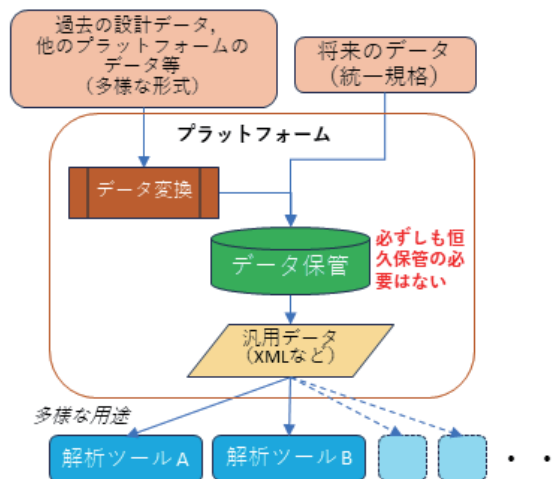 過去の設計データ,
他のプラットフォームの
データ等
（多様な形式）
将来のデータ
（統一規格）
プラットフォーム
データ変換
データ保管
必ずしも恒
久保管の必
要はない
汎用データ
（XMLなど）
多様な用途
解析ツールA
解析ツールB
・・